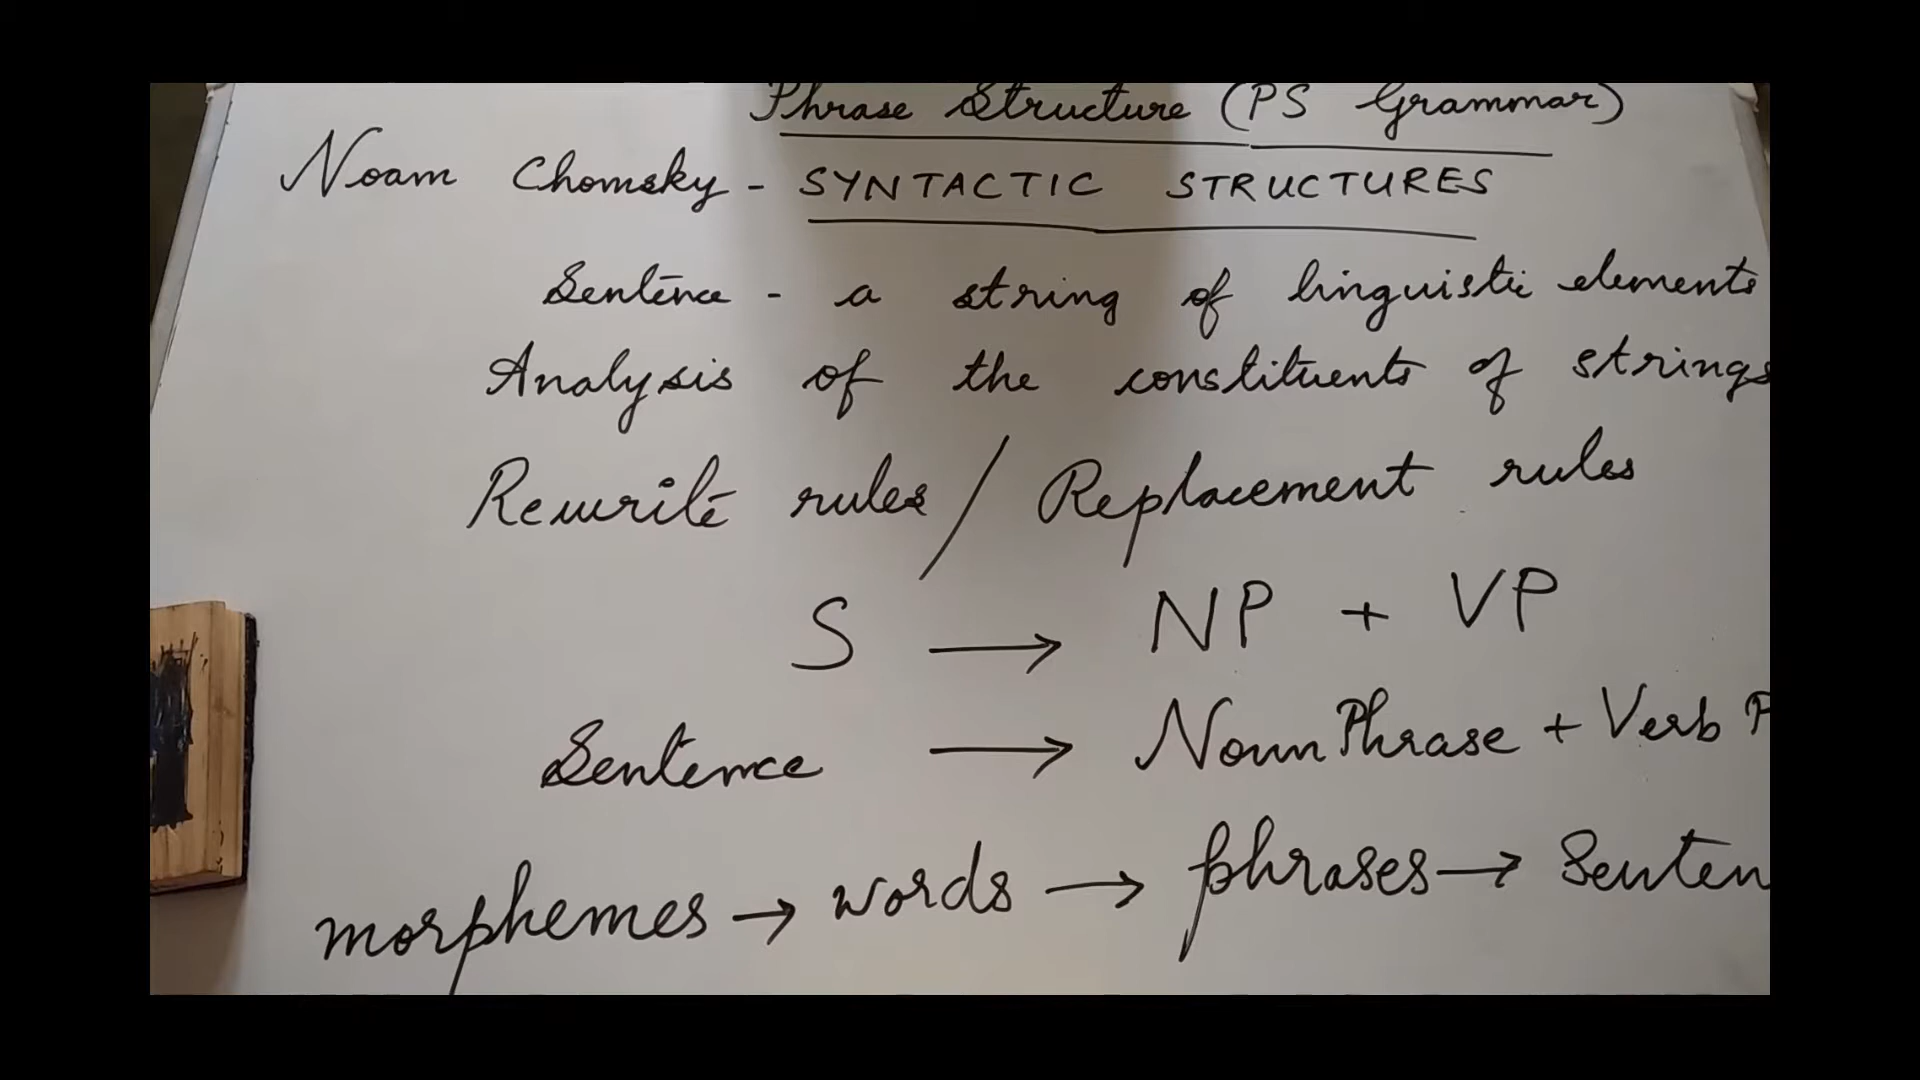 Phrase Structure (PS Grammar)
Noam Chomsky - SYNTACTIC STRUCTURES
Sentence - a string of linguistic elements
Analysis of the constituents of strings
Rewrite rules / Replacement rules
S → NP + VP
Sentence → Noun Phrase + Verb P
morphemes → words → phrases → Senten